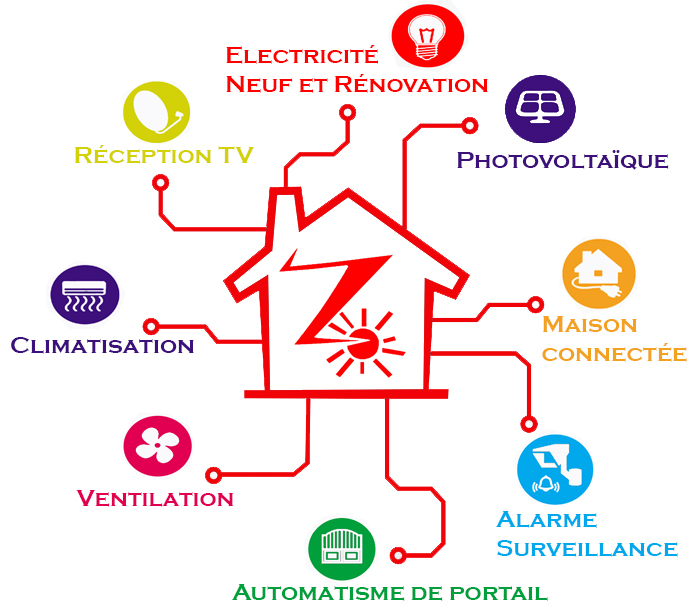 Electricité
Neuf et Rénovation
Réception TV
Photovoltaïque
Climatisation
Maison
connectée
Ventilation
Alarme
Surveillance
Automatisme de portail